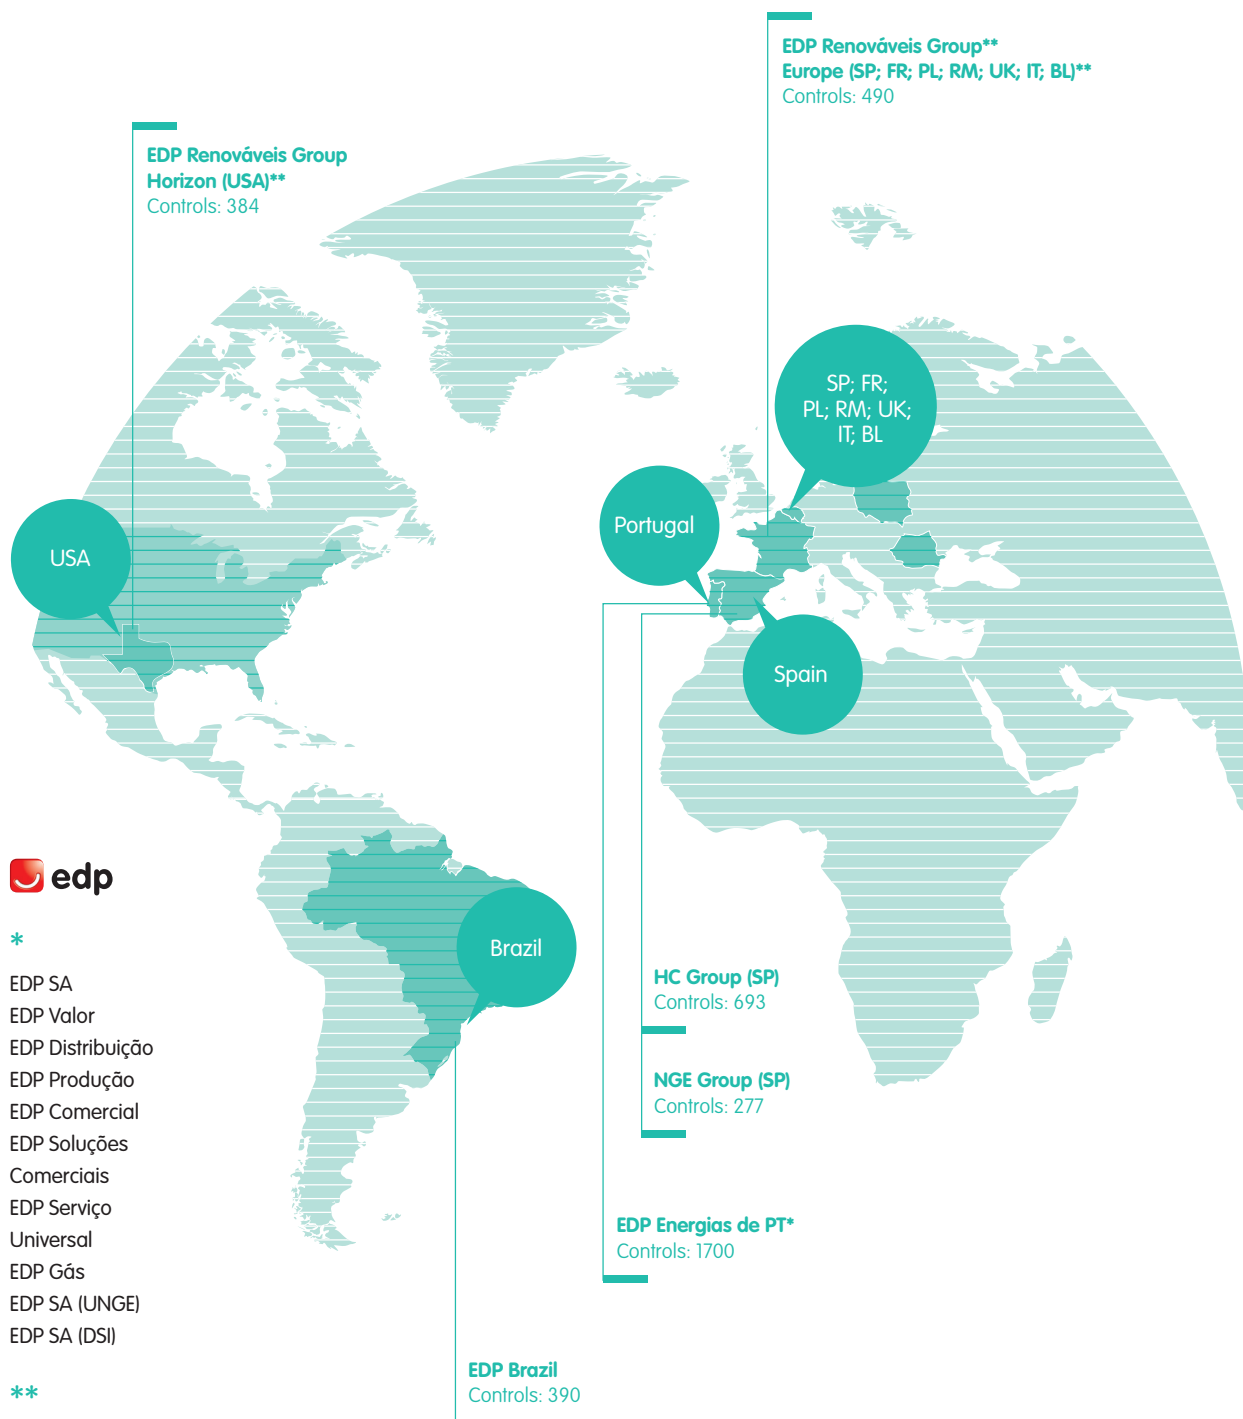 EDP Renováveis Group**
Europe (SP; FR; PL; RM; UK; IT; BL)**
Controls: 490
EDP Renováveis Group
Horizon (USA)**
Controls: 384
SP; FR;
PL; RM; UK;
IT; BL
Portugal
USA
Spain
Brazil
edp
*
EDP SA
EDP Valor
EDP Distribuição
EDP Produção
EDP Comercial
EDP Soluções
Comerciais
EDP Serviço
Universal
EDP Gás
EDP SA (UNGE)
EDP SA (DSI)
**
HC Group (SP)
Controls: 693
NGE Group (SP)
Controls: 277
EDP Energias de PT*
Controls: 1700
EDP Brazil
Controls: 390